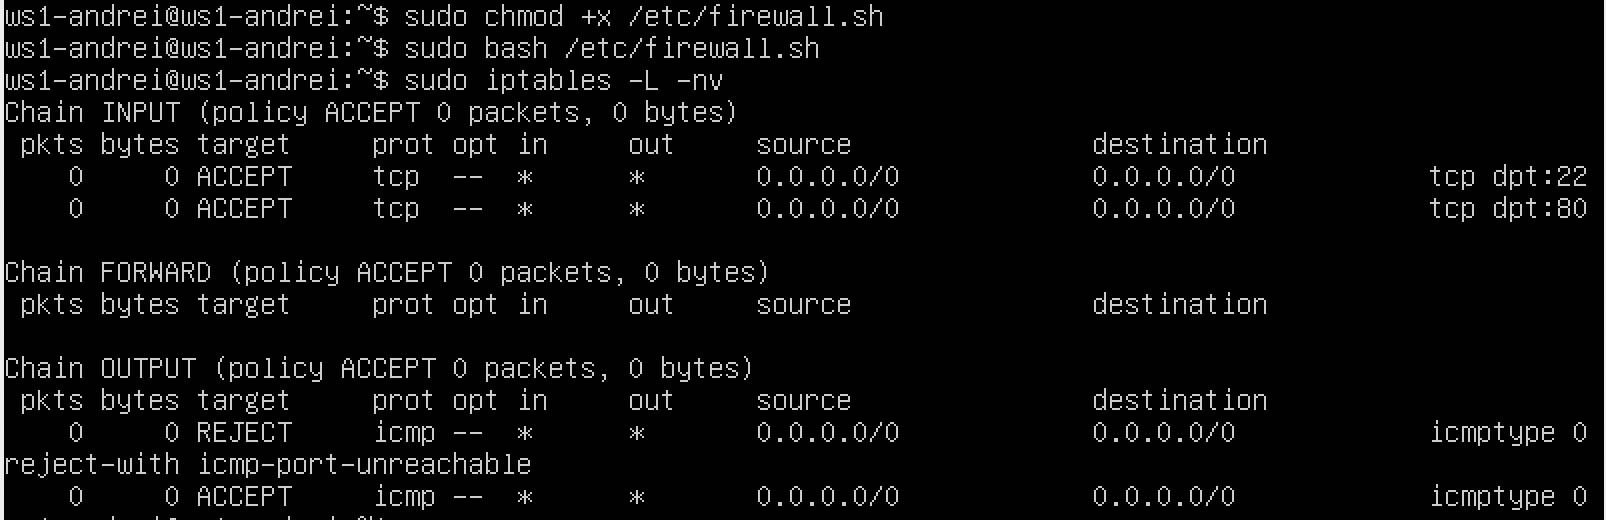 ws1-andrei@ws1-andrei:~$ sudo chmod +x /etc/firewall.sh
ws1-andrei@ws1-andrei:~$ sudo bash /etc/firewall.sh
ws1-andrei@ws1-andrei:~$ sudo iptables -L -nv
Chain INPUT (policy ACCEPT 0 packets, 0 bytes)
 pkts bytes target     prot opt in     out     source               destination
    0     0 ACCEPT     tcp  --  *      *       0.0.0.0/0            0.0.0.0/0            tcp dpt:22
    0     0 ACCEPT     tcp  --  *      *       0.0.0.0/0            0.0.0.0/0            tcp dpt:80

Chain FORWARD (policy ACCEPT 0 packets, 0 bytes)
 pkts bytes target     prot opt in     out     source               destination

Chain OUTPUT (policy ACCEPT 0 packets, 0 bytes)
 pkts bytes target     prot opt in     out     source               destination
    0     0 REJECT     icmp --  *      *       0.0.0.0/0            0.0.0.0/0            icmptype 0
reject-with icmp-port-unreachable
    0     0 ACCEPT     icmp --  *      *       0.0.0.0/0            0.0.0.0/0            icmptype 0